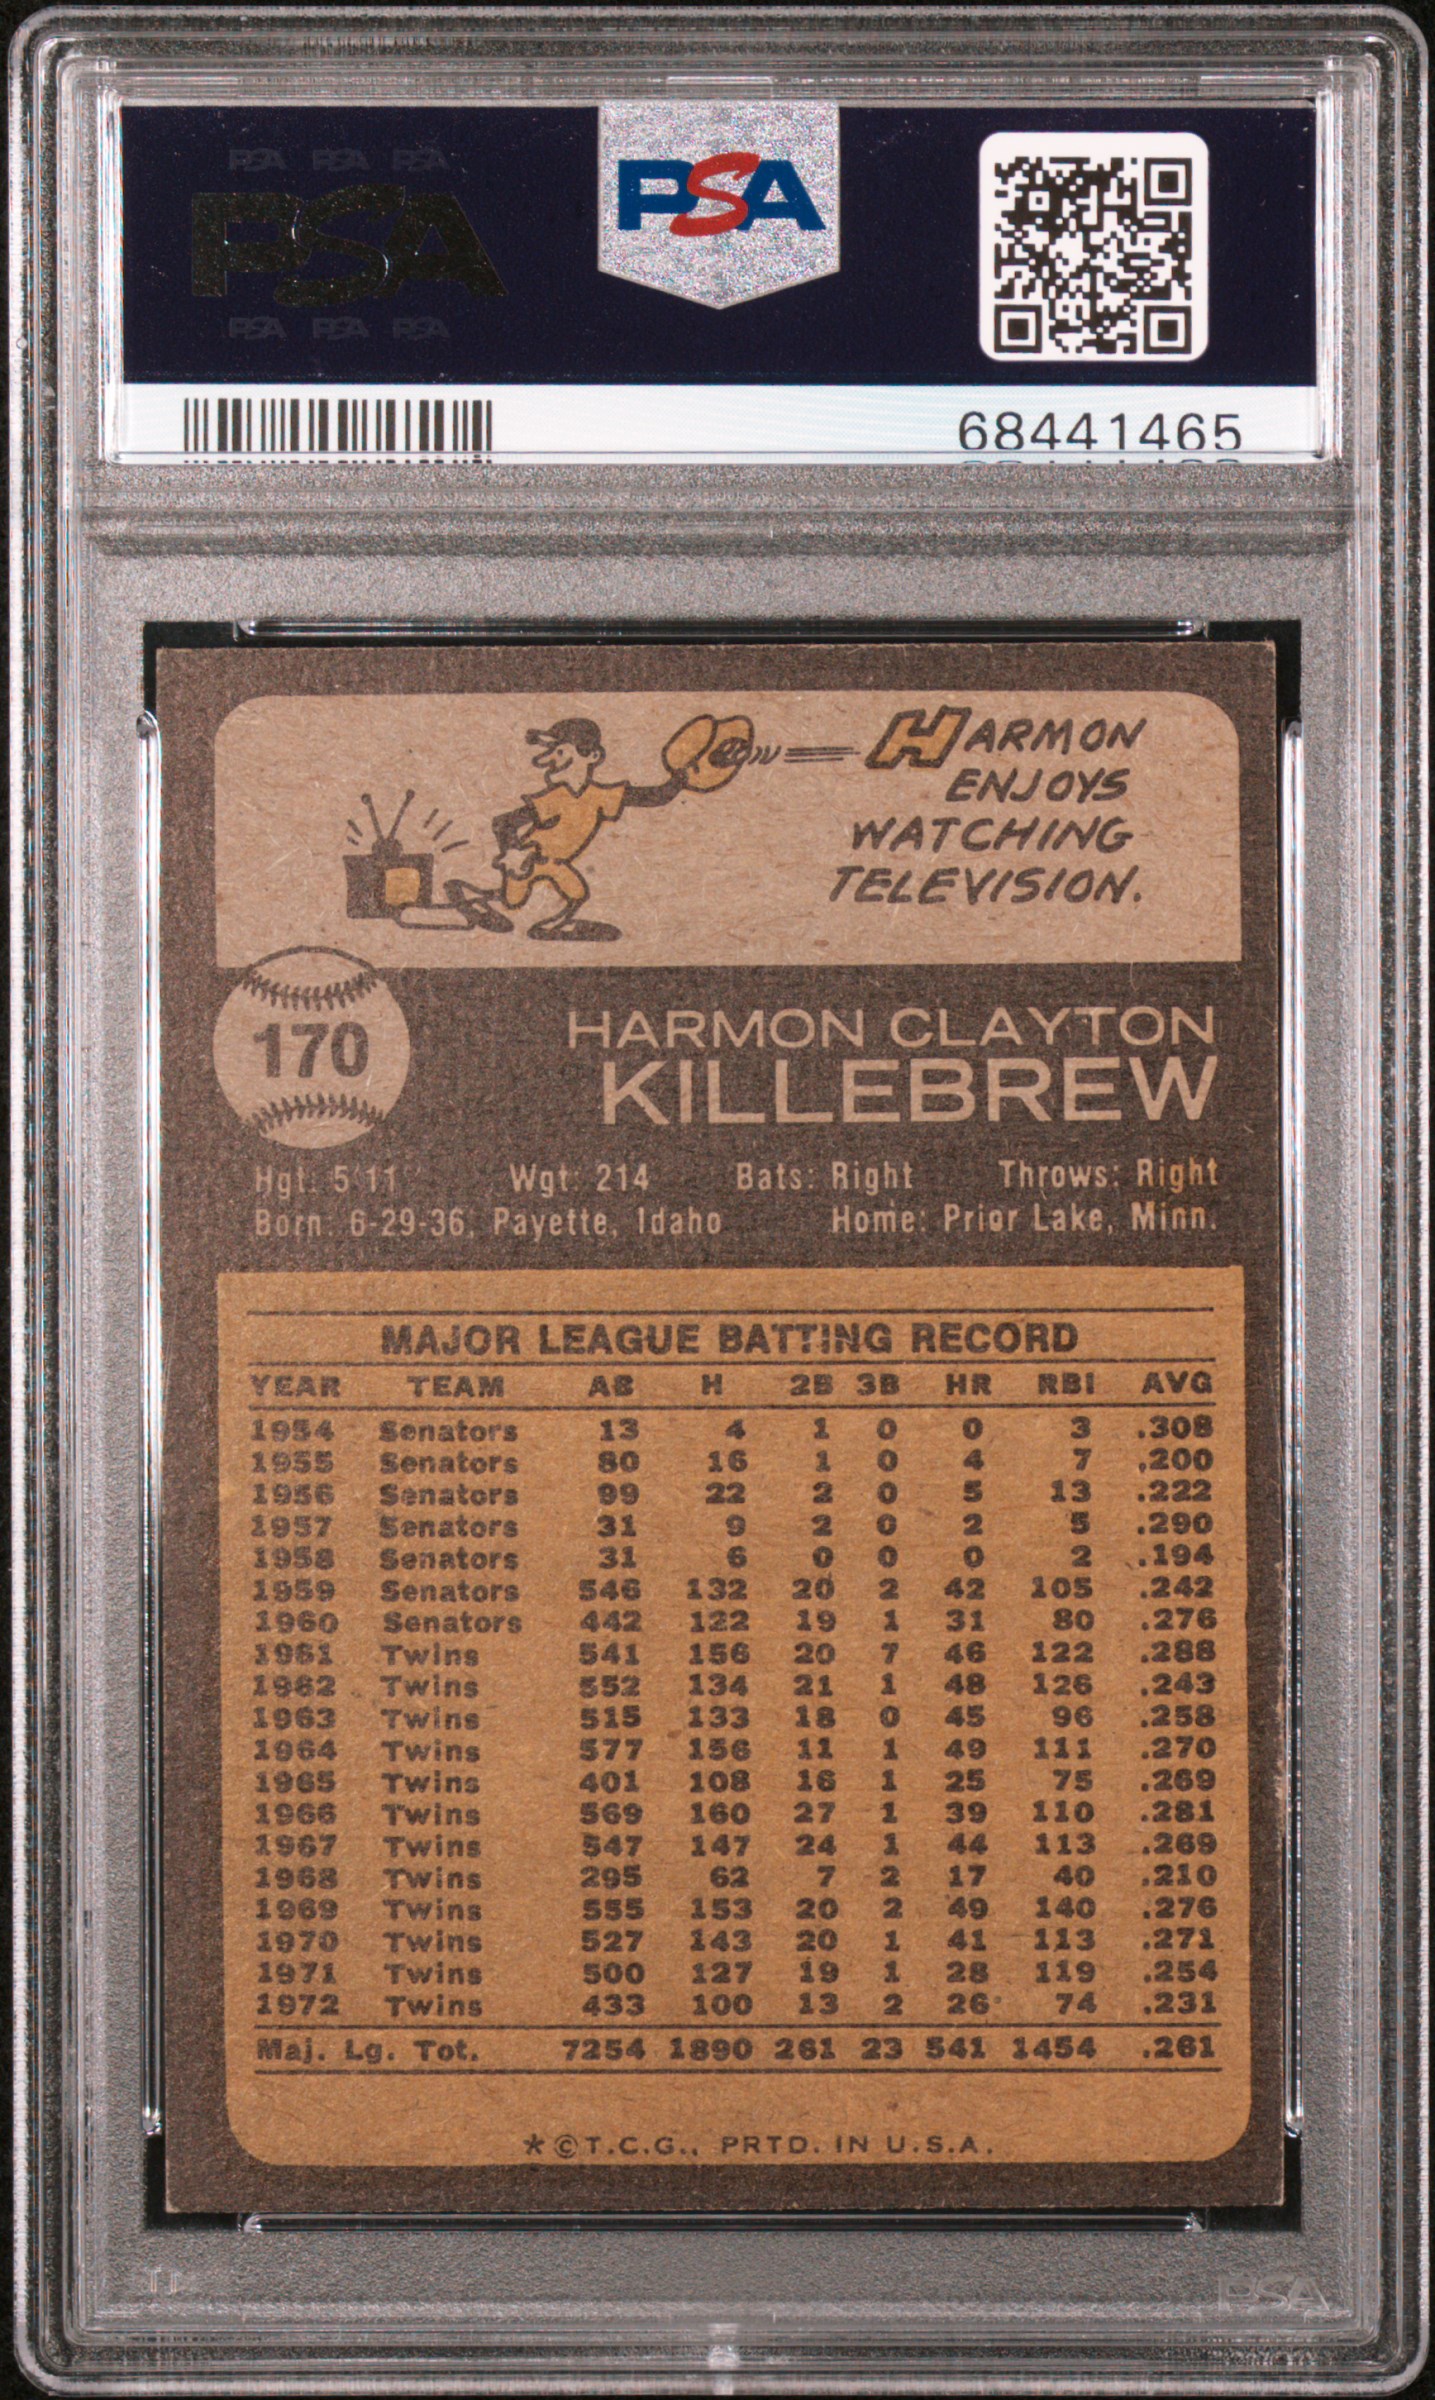 PSA PSA PSA
PSA
PSA PSA PSA
PSA
68441465
HARMON
ENJOYS
WATCHING
TELEVISION.
170
HARMON CLAYTON
KILLEBREW
Hgt: 5'11" Wgt: 214 Bats: Right Throws: Right
Born: 6-29-36, Payette, Idaho Home: Prior Lake, Minn.
MAJOR LEAGUE BATTING RECORD
YEAR TEAM AB H 2B 3B HR RBI AVG
1954 Senators 13 4 1 0 0 3 .308
1955 Senators 80 16 1 0 4 7 .200
1956 Senators 99 22 2 0 5 13 .222
1957 Senators 31 9 2 0 2 5 .290
1958 Senators 31 6 0 0 0 2 .194
1959 Senators 546 132 20 2 42 105 .242
1960 Senators 442 122 19 1 31 80 .276
1961 Twins 541 156 20 7 46 122 .288
1962 Twins 552 134 21 1 48 126 .243
1963 Twins 515 133 18 0 45 96 .258
1964 Twins 577 156 11 1 49 111 .270
1965 Twins 401 108 16 1 25 75 .269
1966 Twins 569 160 27 1 39 110 .281
1967 Twins 547 147 24 1 44 113 .269
1968 Twins 295 62 7 2 17 40 .210
1969 Twins 555 153 20 2 49 140 .276
1970 Twins 527 143 20 1 41 113 .271
1971 Twins 500 127 19 1 28 119 .254
1972 Twins 433 100 13 2 26 74 .231
Maj. Lg. Tot. 7254 1890 261 23 541 1454 .261
*©T.C.G., PRTD. IN U.S.A.
PSA